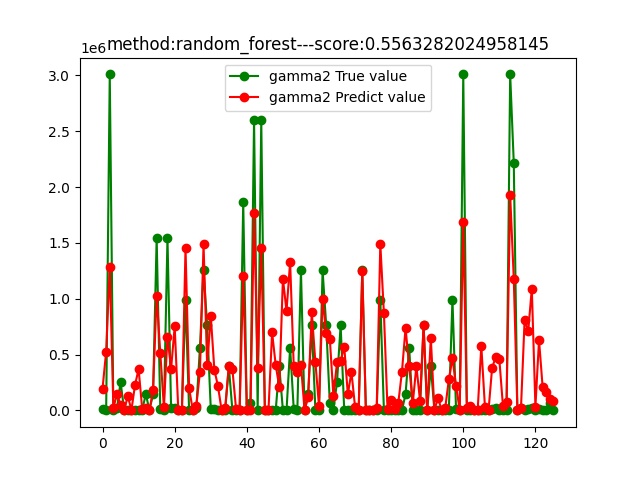 1e6
method:random_forest---score:0.5563282024958145
gamma2 True value
gamma2 Predict value
3.0
2.5
2.0
1.5
1.0
0.5
0.0
0 20 40 60 80 100 120